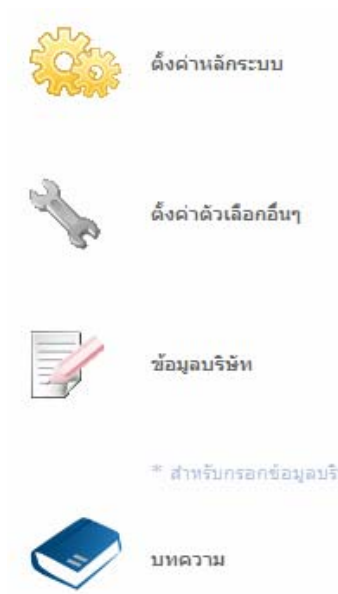 ตั้งค่าหลักระบบ
ตั้งค่าตัวเลือกอื่นๆ
ข้อมูลบริษัท
* สำหรับกรอกข้อมูลบริ
บทความ